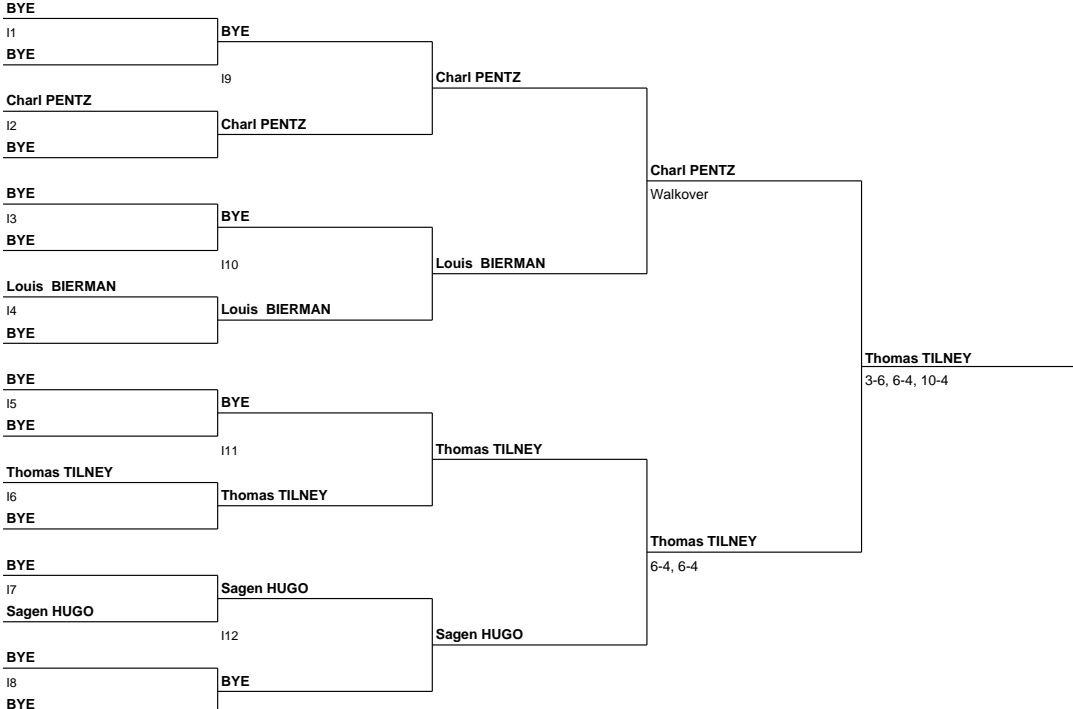 BYE
I1
BYE
BYE
I9
Charl PENTZ
I2
BYE
Charl PENTZ
Charl PENTZ
BYE
I3
BYE
BYE
I10
Louis  BIERMAN
I4
BYE
Louis  BIERMAN
Louis  BIERMAN
Charl PENTZ
Walkover
BYE
I5
BYE
BYE
I11
Thomas TILNEY
I6
BYE
Thomas TILNEY
Thomas TILNEY
BYE
I7
Sagen HUGO
Sagen HUGO
I12
BYE
I8
BYE
BYE
Sagen HUGO
Thomas TILNEY
6-4, 6-4
Thomas TILNEY
3-6, 6-4, 10-4